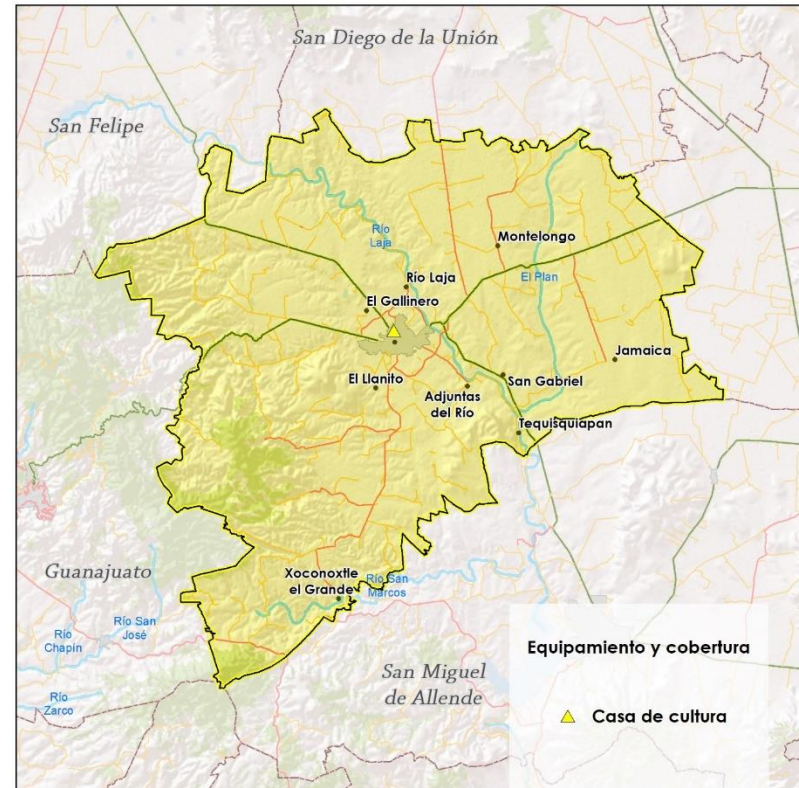 San Diego de la Unión
San Felipe
Montelongo
Río
Laja
Río Laja
El Plan
El Gallinero
Jamaica
El Llanito
San Gabriel
Adjuntas
del Río
Tequisquiapan
Guanajuato
Xoconoxtle
el Grande
Río San
Marcos
Río San
José
Río
Chapín
Río
Zarco
San Miguel
de Allende
Equipamiento y cobertura
Casa de cultura